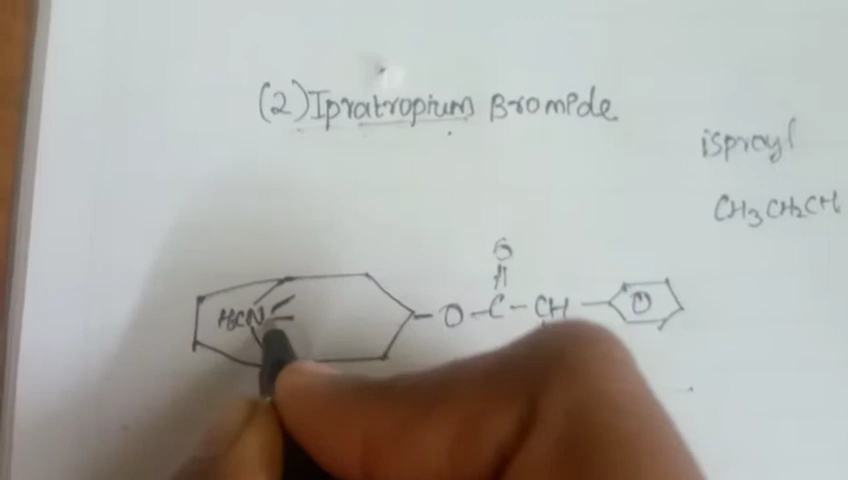 (2) Ipratropium Bromide
isproyl
CH3CH2CH
O
H3CN
-O-C-CH